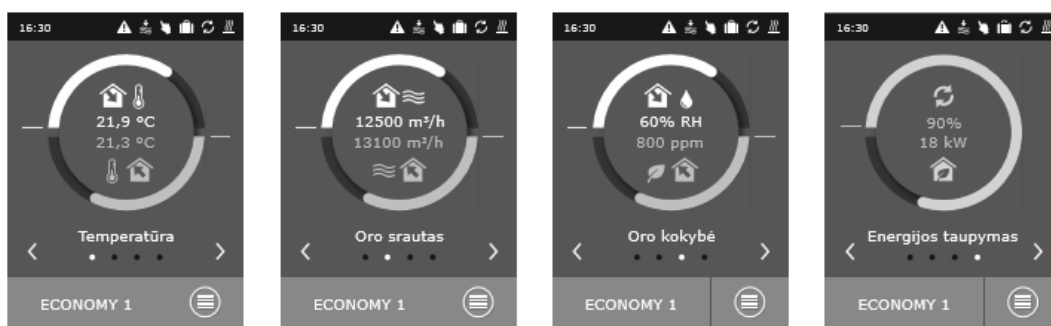 16:30
21,9 °C
21,3 °C
Temperatūra
ECONOMY 1
16:30
12500 m³/h
13100 m³/h
Oro srautas
ECONOMY 1
16:30
60% RH
800 ppm
Oro kokybė
ECONOMY 1
16:30
90%
18 kW
Energijos taupymas
ECONOMY 1